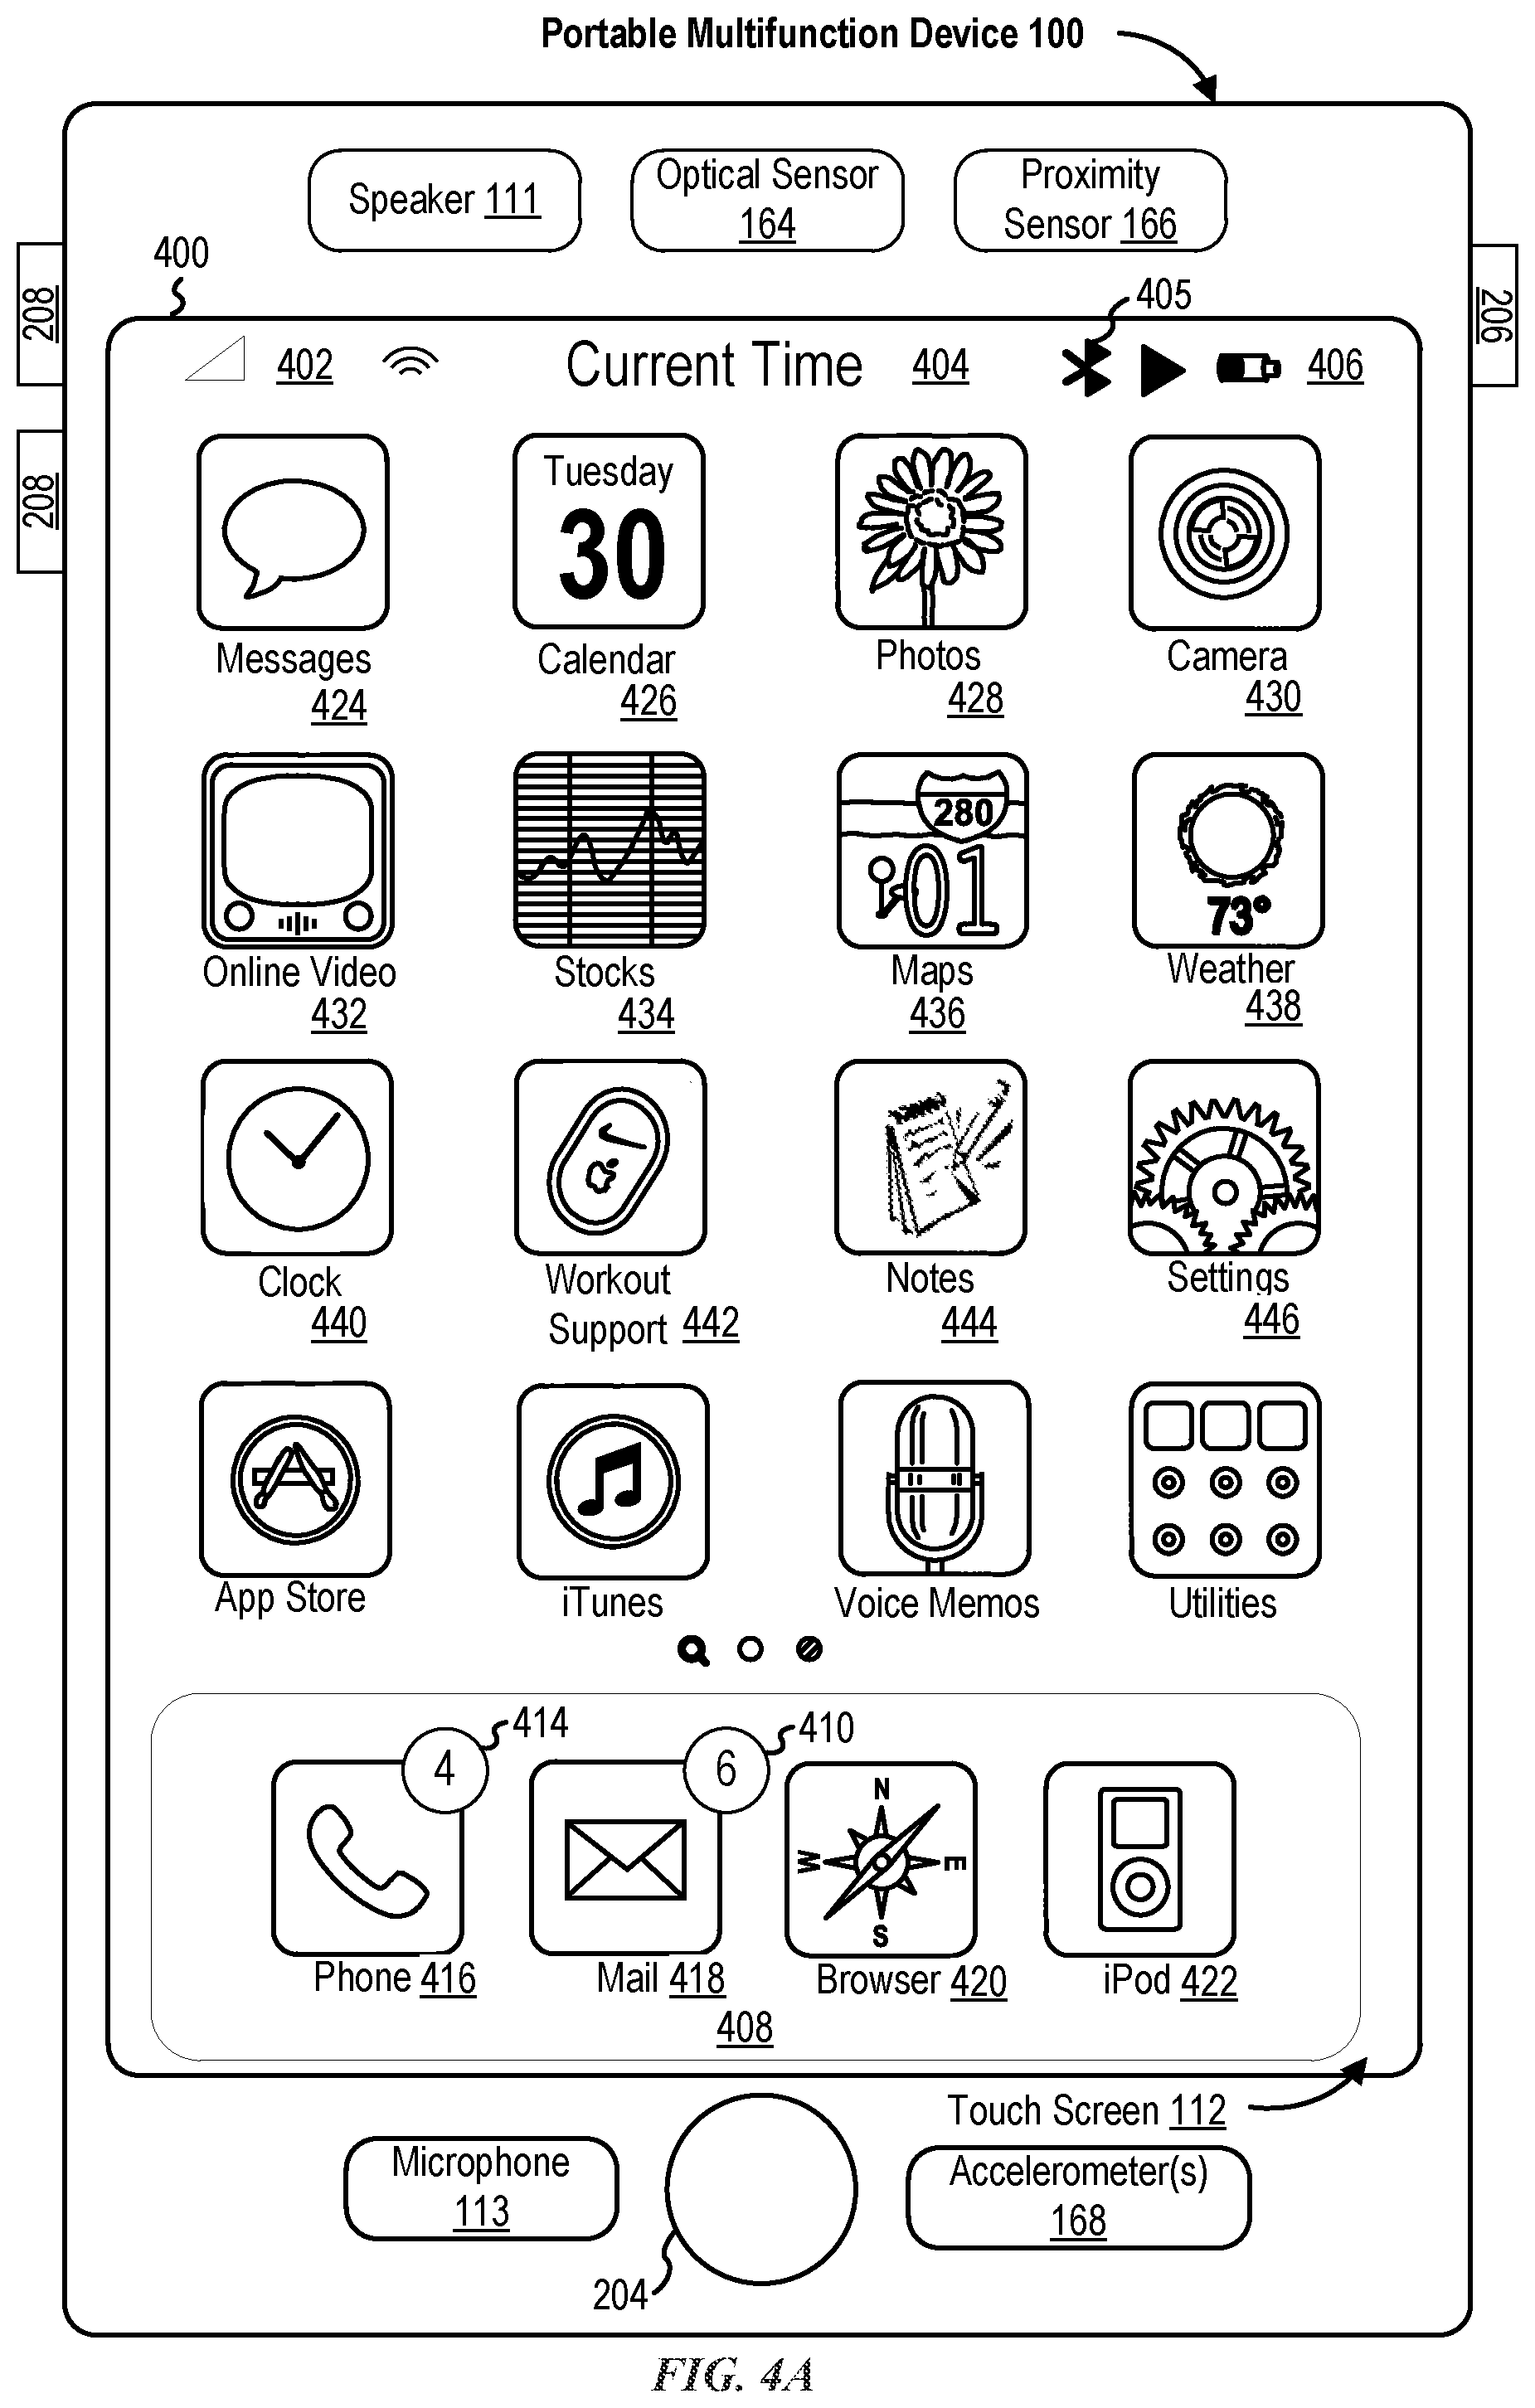 Portable Multifunction Device 100
Speaker 111
Optical Sensor
164
Proximity
Sensor 166
400
405
208
206
402
Current Time
404
406
208
Tuesday
30
Messages
424
Calendar
426
Photos
428
Camera
430
280
01
73°
Online Video
432
Stocks
434
Maps
436
Weather
438
Clock
440
Workout
Support 442
Notes
444
Settings
446
App Store
iTunes
Voice Memos
Utilities
4
414
6
410
N
W
E
S
Phone 416
Mail 418
Browser 420
iPod 422
408
Touch Screen 112
Microphone
113
Accelerometer(s)
168
204
FIG. 4A